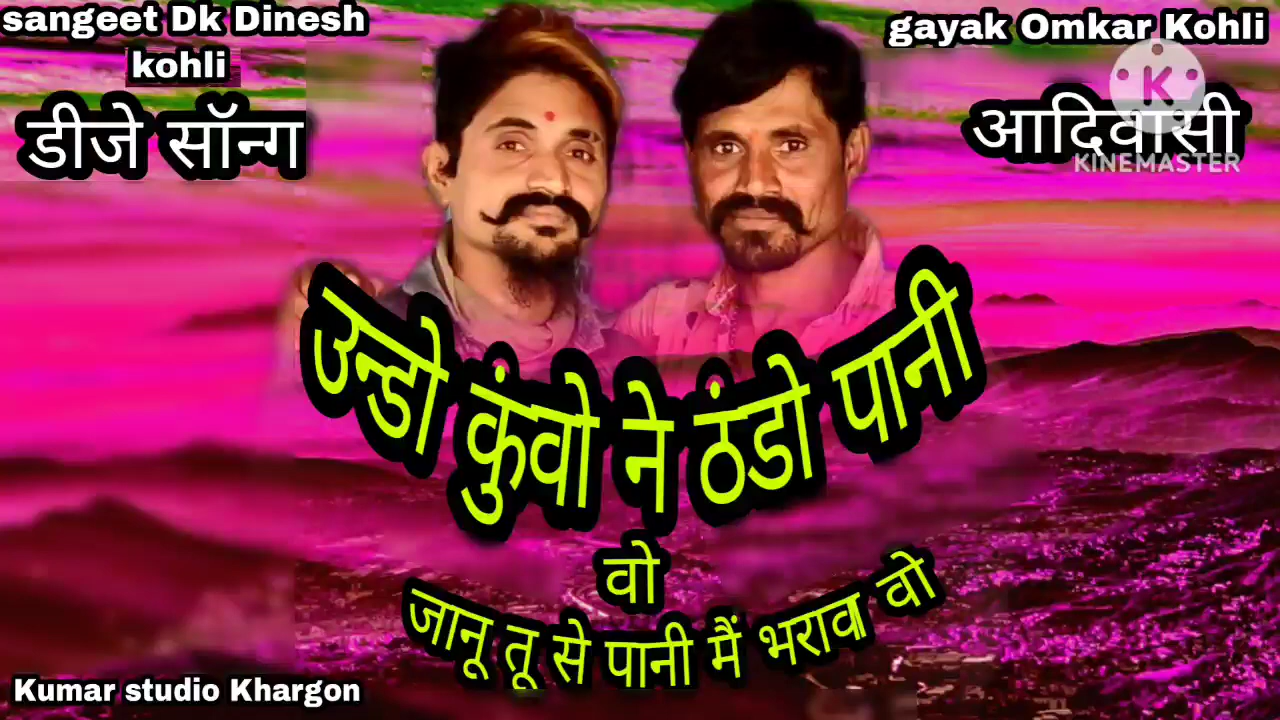 sangeet Dk Dinesh
kohli
gayak Omkar Kohli
डीजे सॉन्ग
आदिवासी
K
KINEMASTER
उन्डो कुंवो ने ठंडो पानी
वो
जानू तू से पानी मैं भरावा वो
Kumar studio Khargon